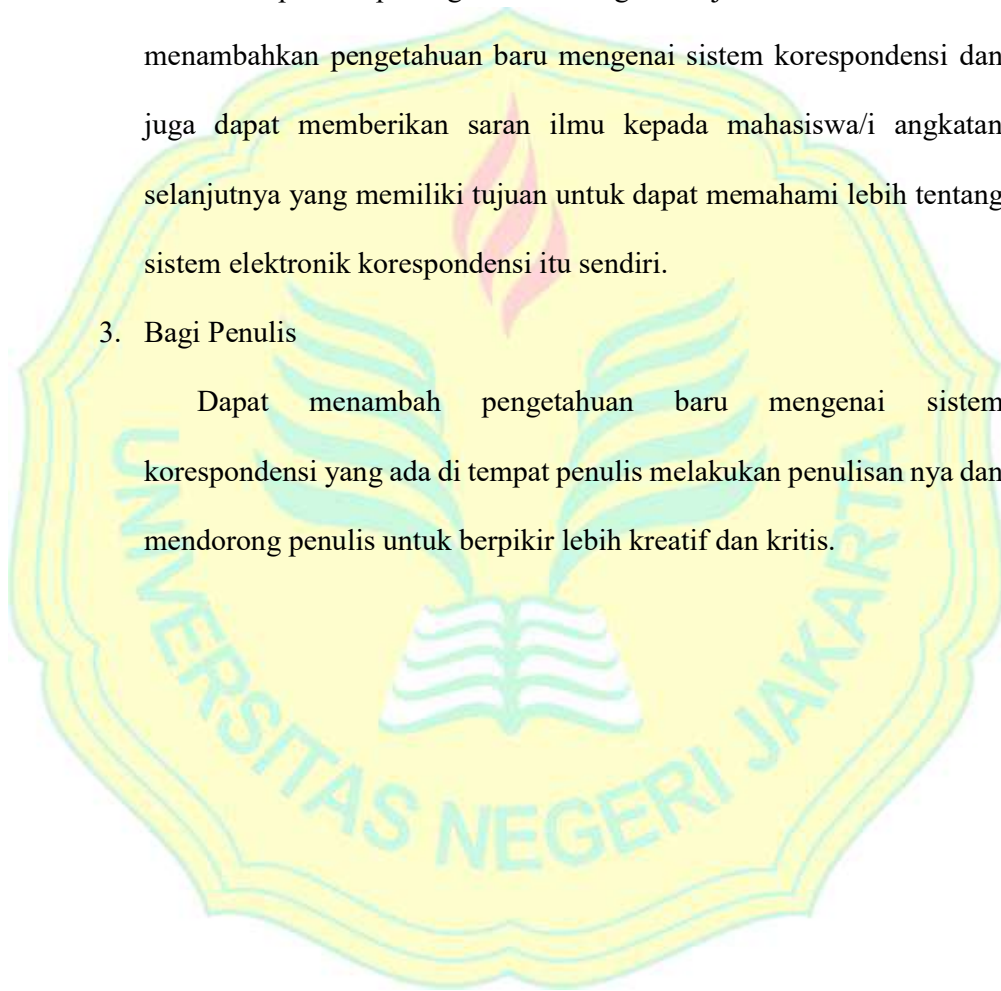 menambahkan pengetahuan baru mengenai sistem korespondensi dan
juga dapat memberikan saran ilmu kepada mahasiswa/i angkatan
selanjutnya yang memiliki tujuan untuk dapat memahami lebih tentang
sistem elektronik korespondensi itu sendiri.
3. Bagi Penulis
Dapat menambah pengetahuan baru mengenai sistem
korespondensi yang ada di tempat penulis melakukan penulisan nya dan
mendorong penulis untuk berpikir lebih kreatif dan kritis.
UNIVERSITAS NEGERI JAKARTA